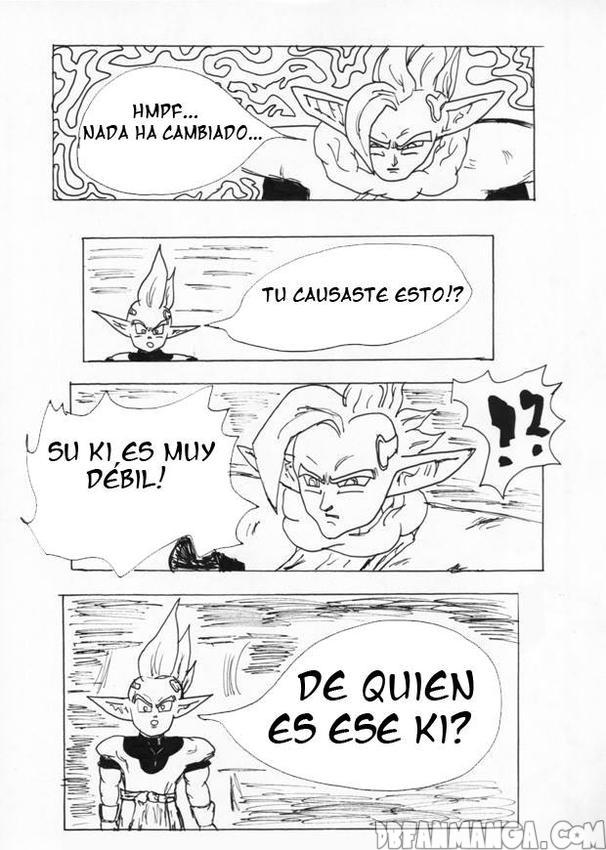 HMPF...
NADA HA CAMBIADO...
TU CAUSASTE ESTO!?
!?
SU KI ES MUY
DÉBIL!
DE QUIEN
ES ESE KI?
DBFANMANGA.COM